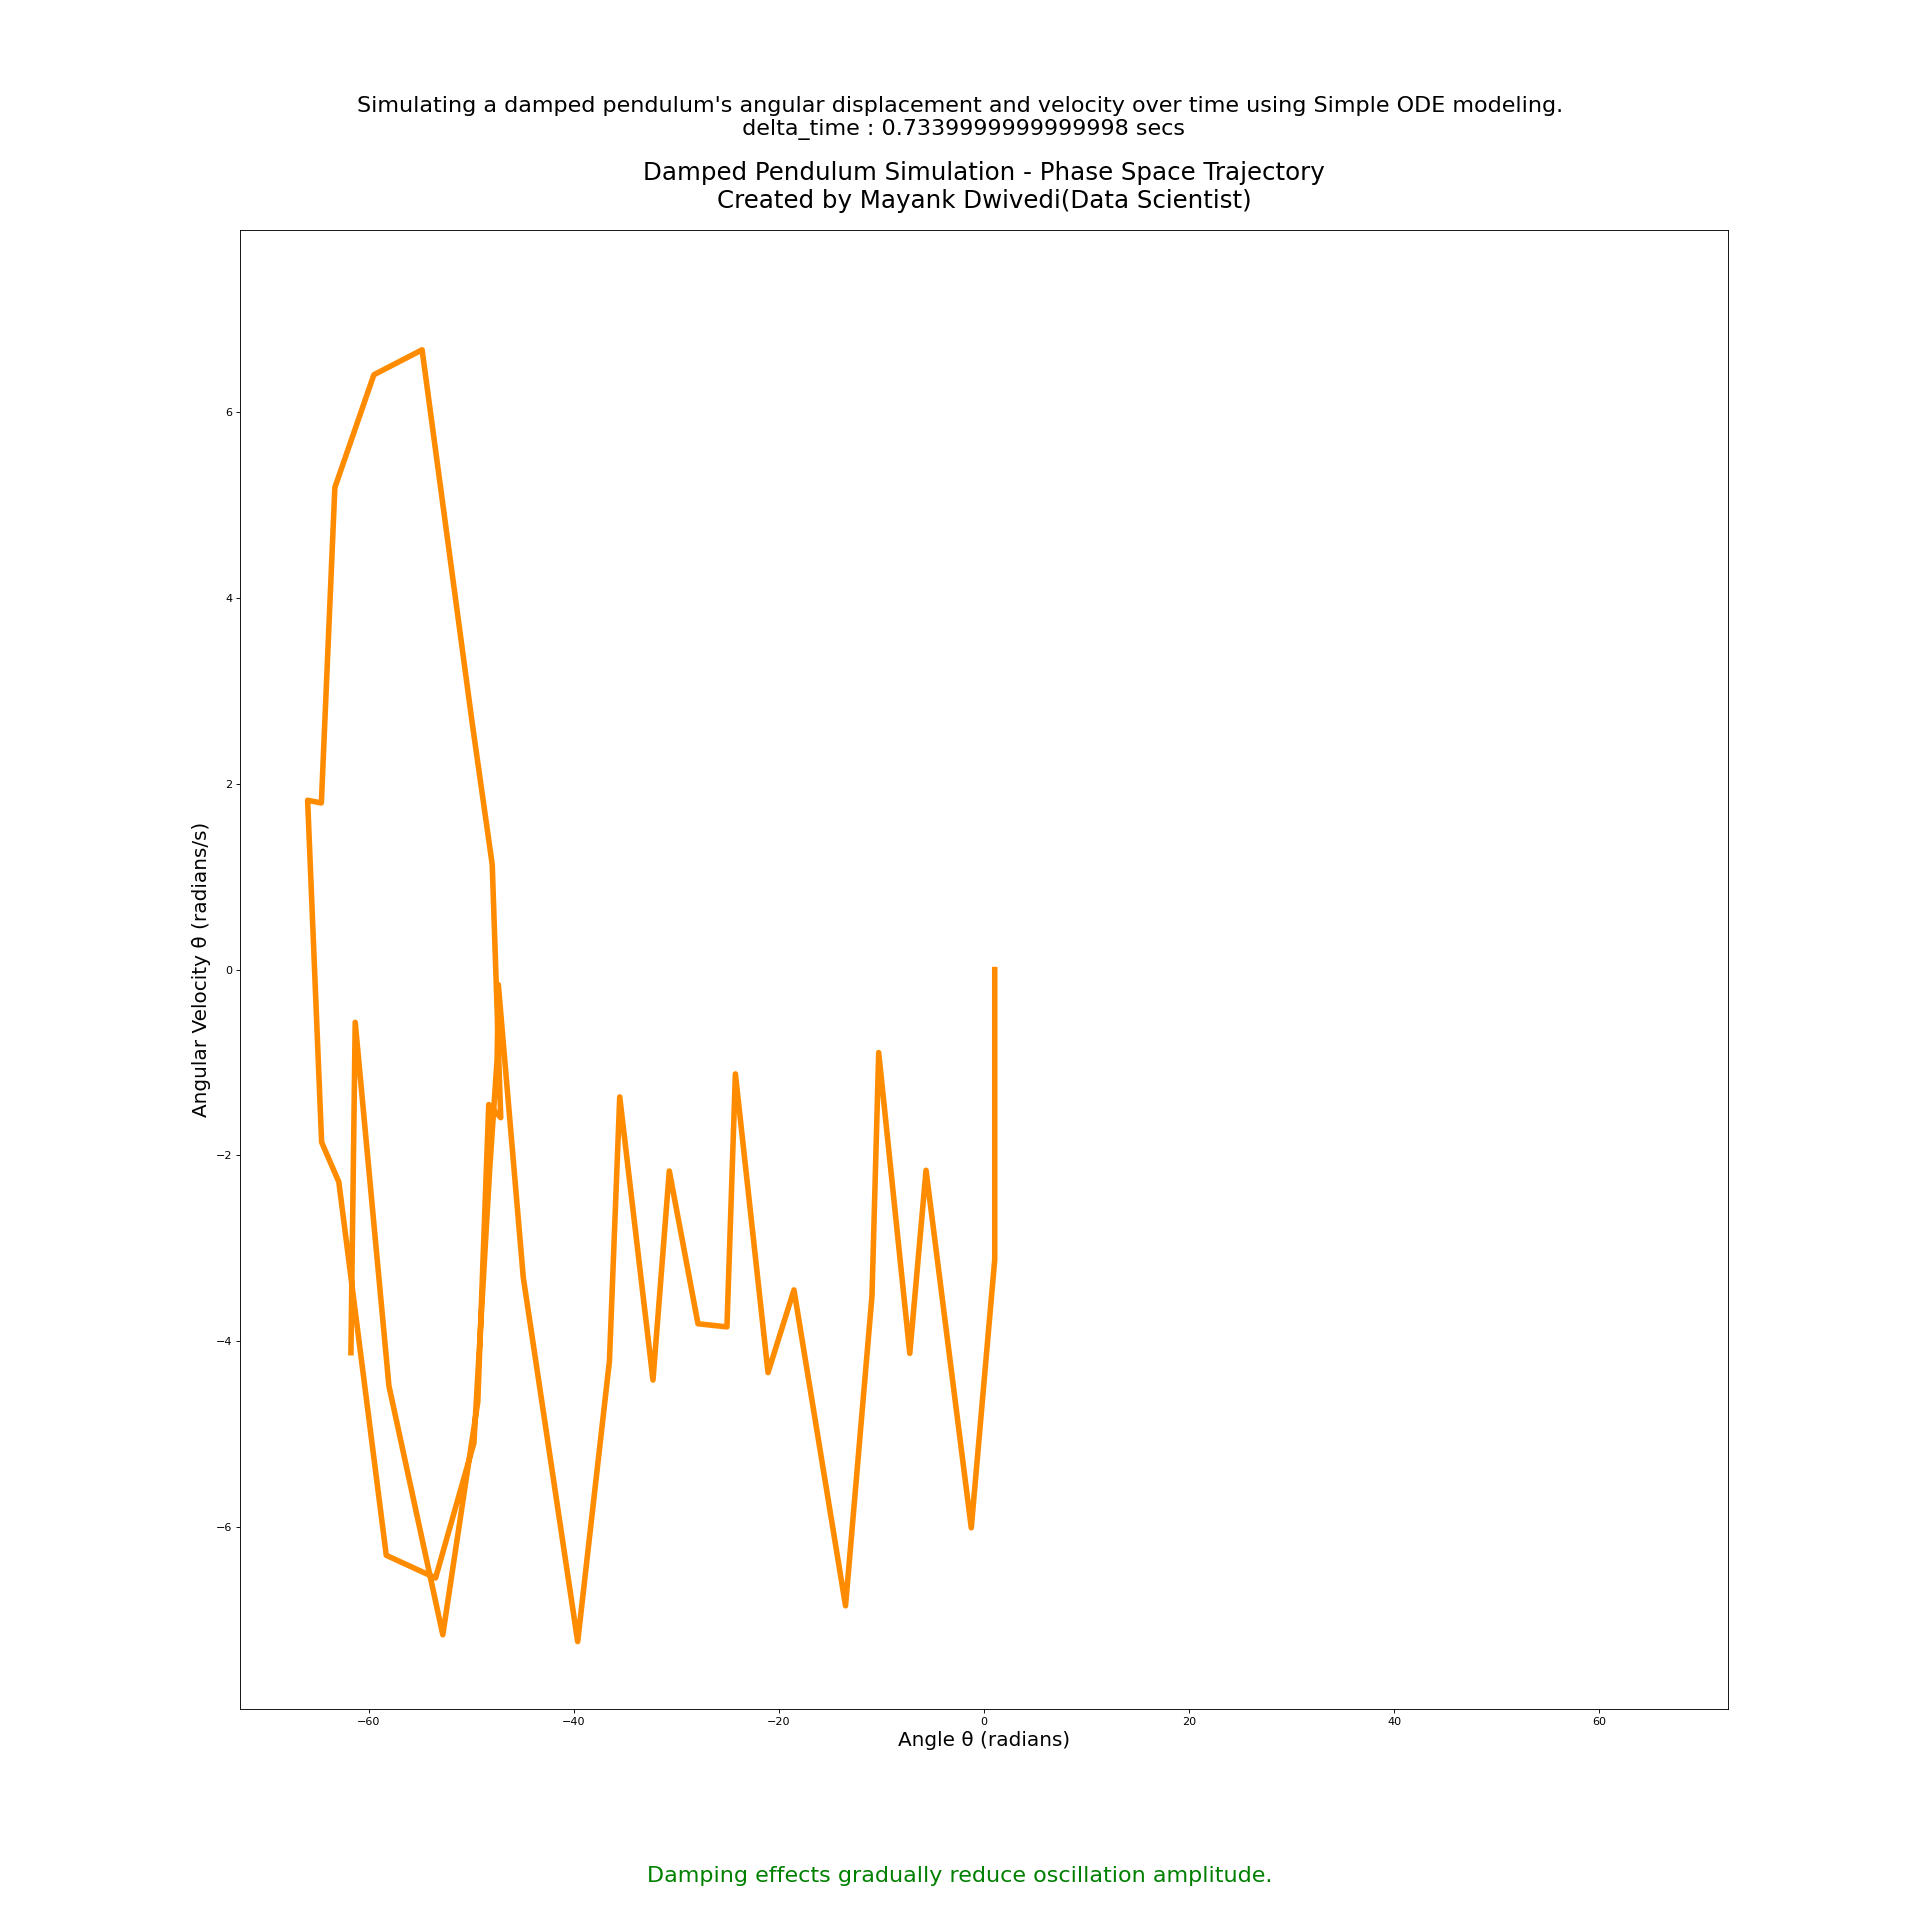 Simulating a damped pendulum's angular displacement and velocity over time using Simple ODE modeling.
delta_time : 0.7339999999999998 secs
Damped Pendulum Simulation - Phase Space Trajectory
Created by Mayank Dwivedi(Data Scientist)
Angular Velocity θ (radians/s)
6
4
2
0
−2
−4
−6
−60
−40
−20
0
20
40
60
Angle θ (radians)
Damping effects gradually reduce oscillation amplitude.